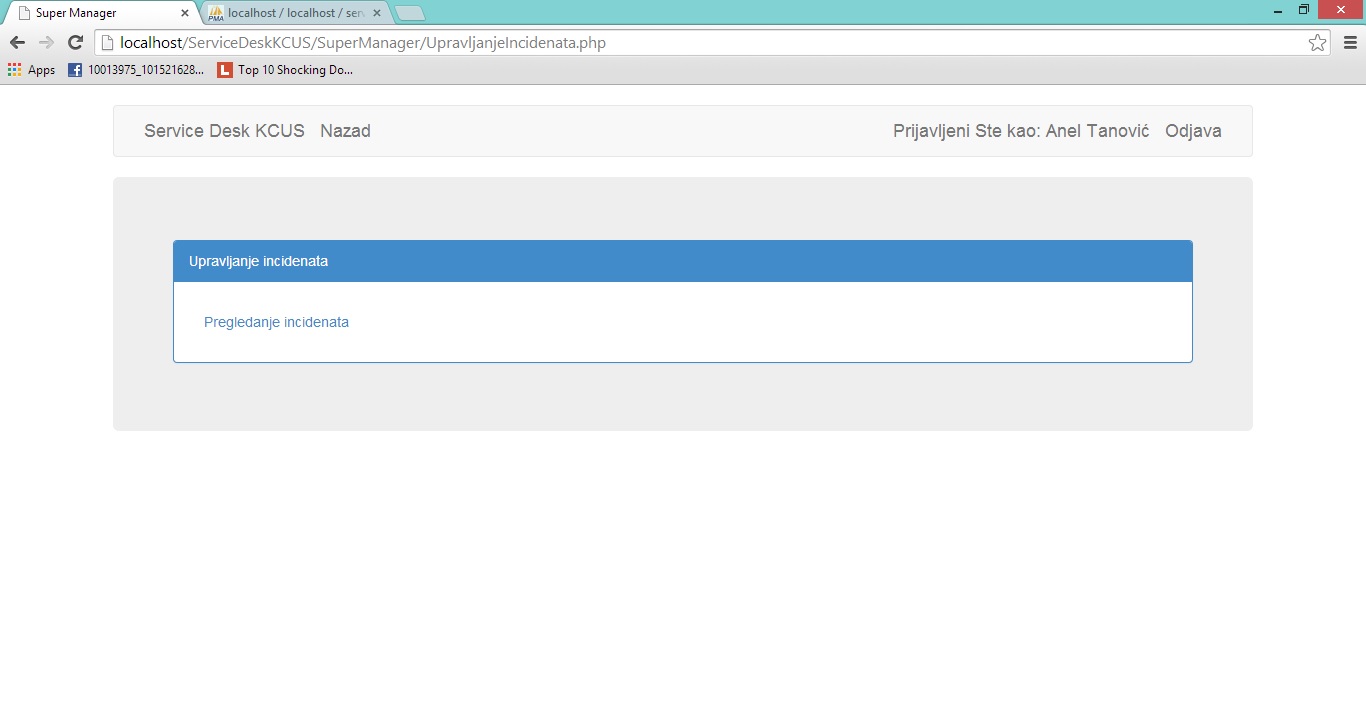 Super Manager
localhost / localhost / ser
localhost/ServiceDeskKCUS/SuperManager/UpravljanjeIncidenata.php
Apps 10013975_101521628... Top 10 Shocking Do...
Service Desk KCUS Nazad Prijavljeni Ste kao: Anel Tanović Odjava
Upravljanje incidenata
Pregledanje incidenata